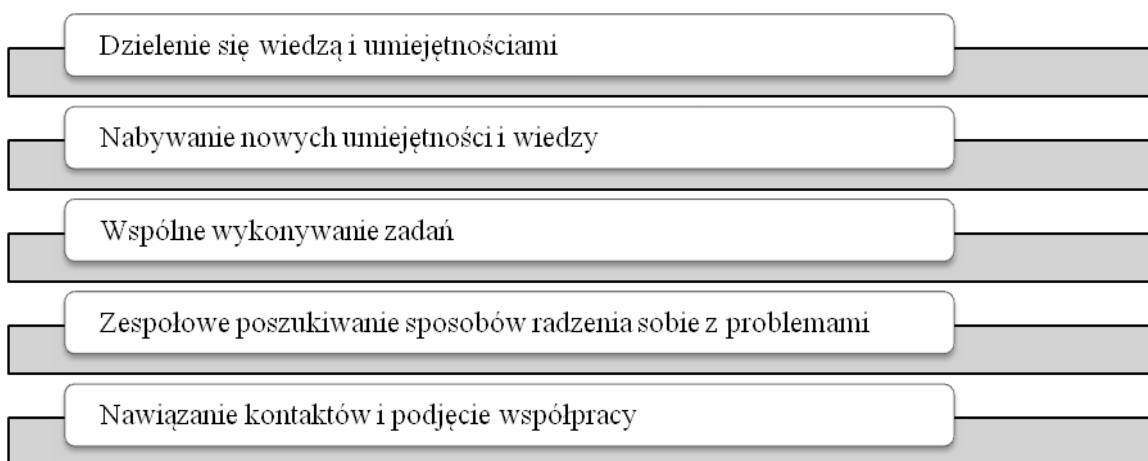 Dzielenie się wiedzą i umiejętnościami
Nabywanie nowych umiejętności i wiedzy
Wspólne wykonywanie zadań
Zespołowe poszukiwanie sposobów radzenia sobie z problemami
Nawiązanie kontaktów i podjęcie współpracy